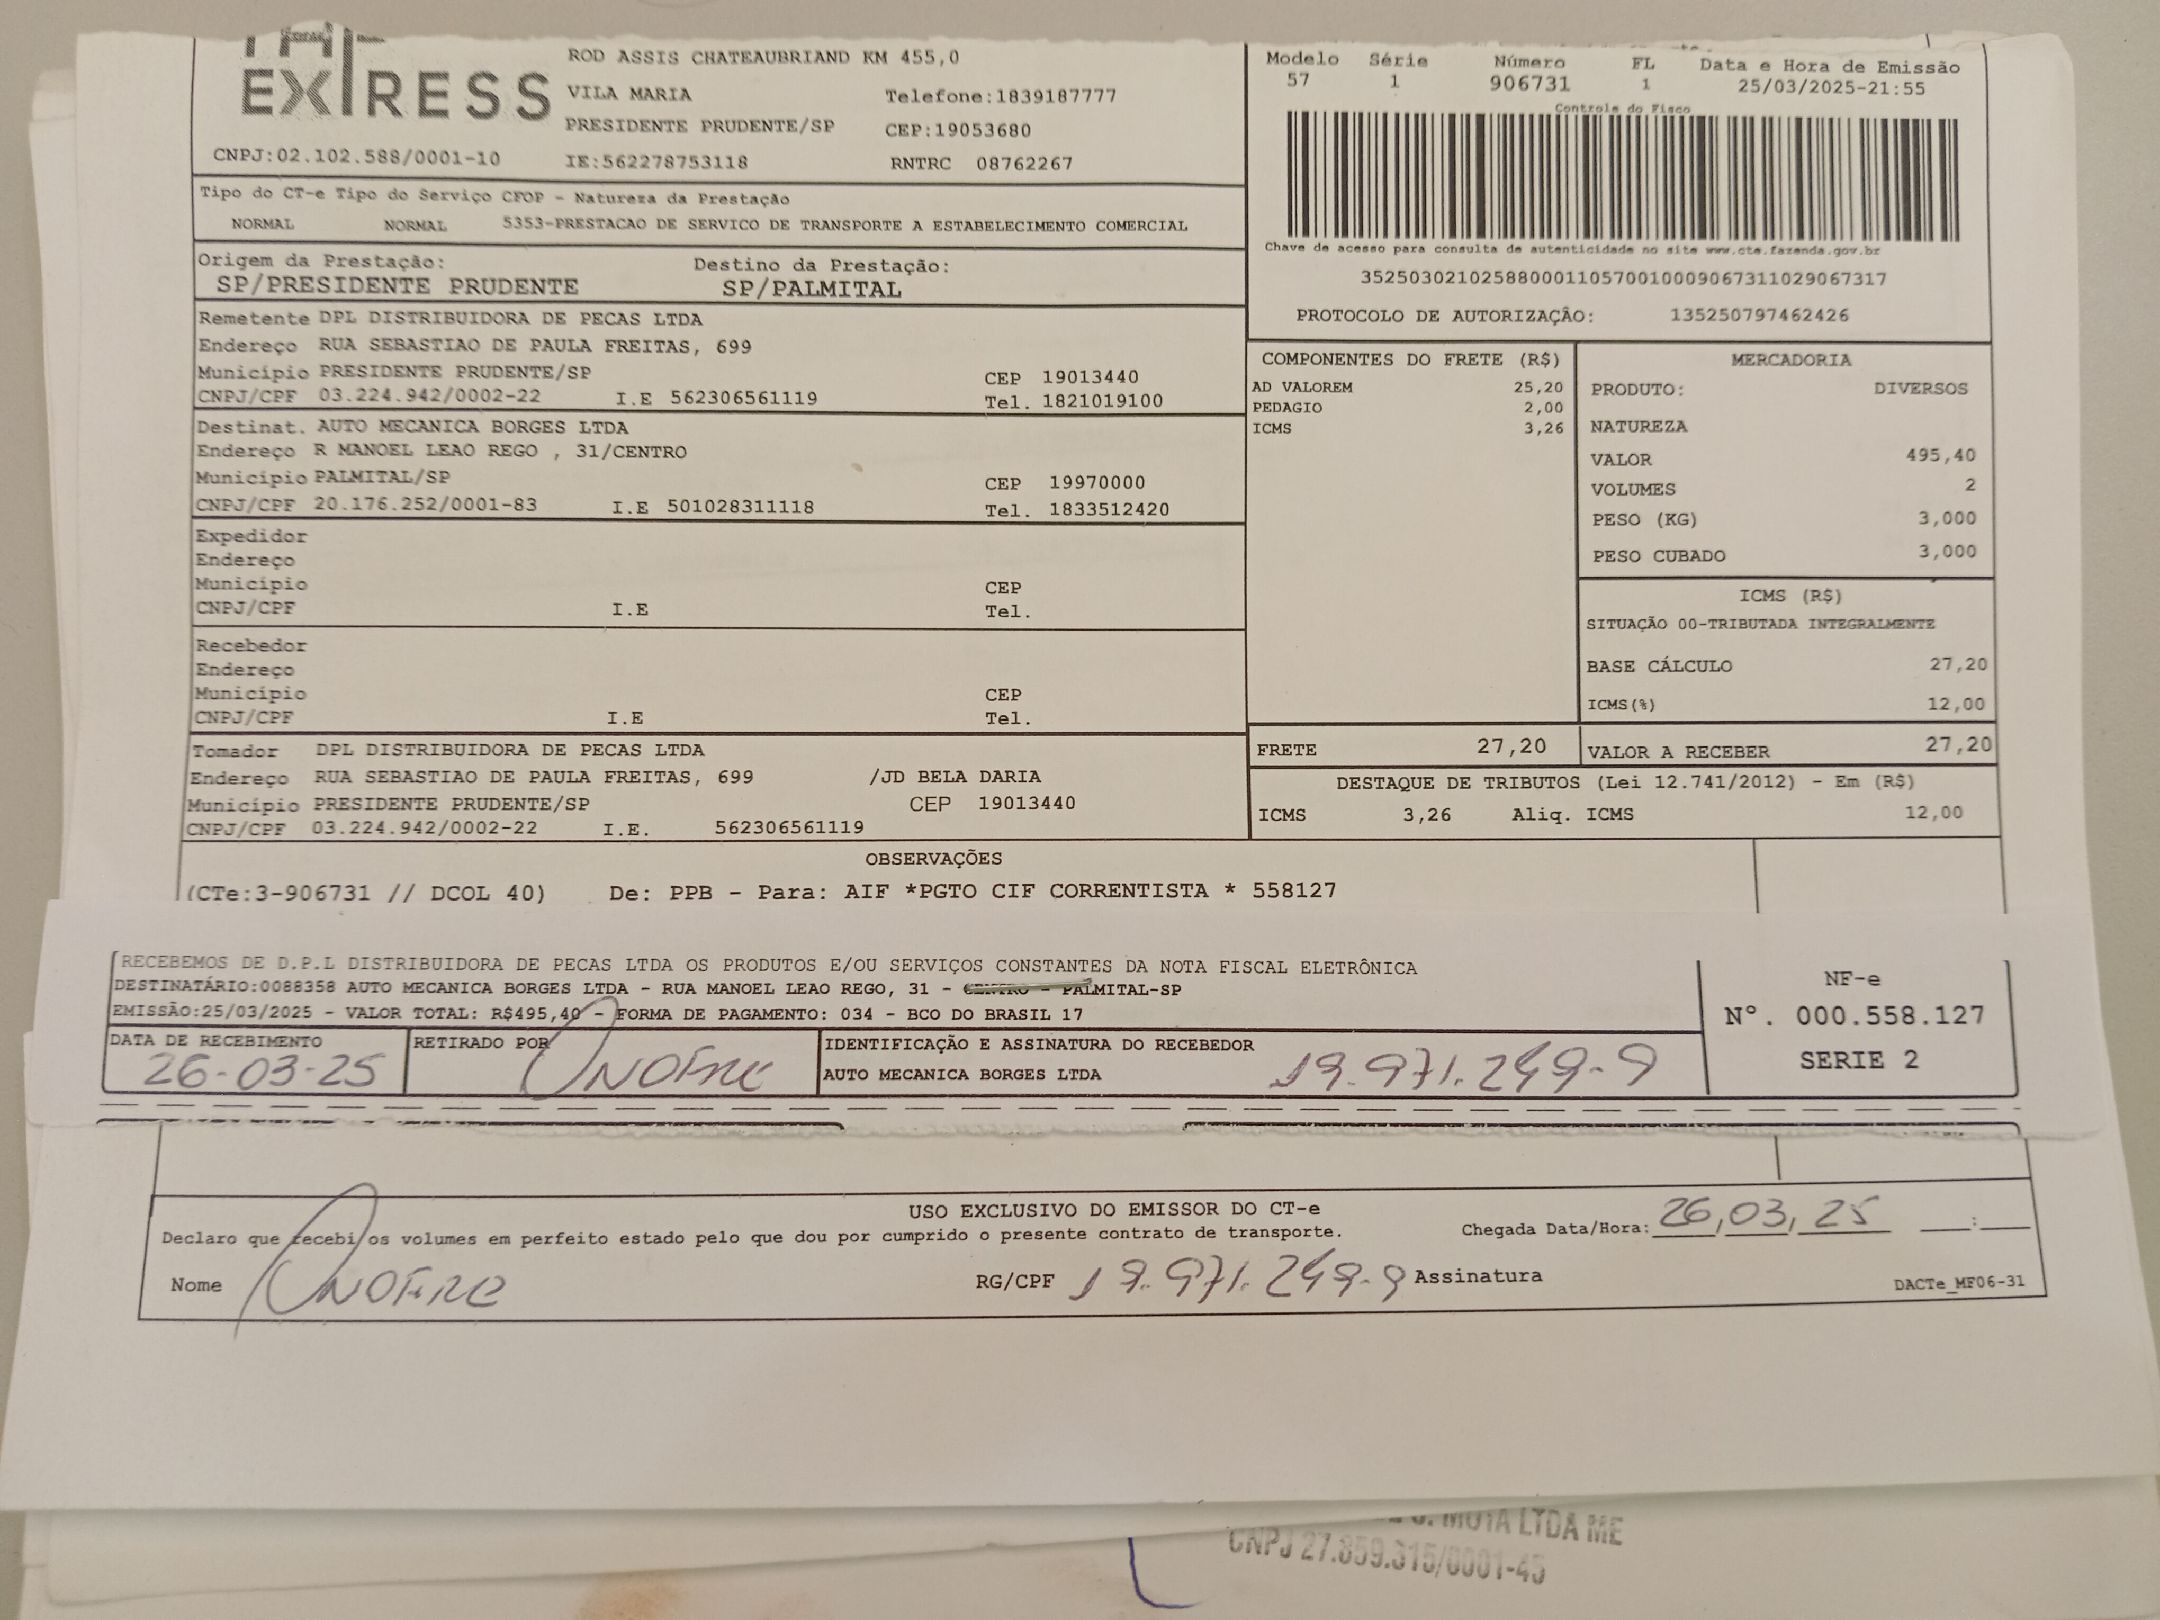 EXPRESS
ROD ASSIS CHATEAUBRIAND KM 455,0
VILA MARIA Telefone:1839187777
PRESIDENTE PRUDENTE/SP CEP:19053680
CNPJ:02.102.588/0001-10 IE:562278753118 RNTRC 08762267
Modelo Série Número FL Data e Hora de Emissão
57 1 906731 1 25/03/2025-21:55
Controle do Fisco
Chave de acesso para consulta de autenticidade no site www.cte.fazenda.gov.br
35250302102588000110570010009067311029067317
PROTOCOLO DE AUTORIZAÇÃO: 135250797462426
Tipo do CT-e Tipo do Serviço CFOP - Natureza da Prestação
NORMAL NORMAL 5353-PRESTACAO DE SERVICO DE TRANSPORTE A ESTABELECIMENTO COMERCIAL
Origem da Prestação: Destino da Prestação:
SP/PRESIDENTE PRUDENTE SP/PALMITAL
Remetente DPL DISTRIBUIDORA DE PECAS LTDA
Endereço RUA SEBASTIAO DE PAULA FREITAS, 699
Município PRESIDENTE PRUDENTE/SP CEP 19013440
CNPJ/CPF 03.224.942/0002-22 I.E 562306561119 Tel. 1821019100
Destinat. AUTO MECANICA BORGES LTDA
Endereço R MANOEL LEAO REGO , 31/CENTRO
Município PALMITAL/SP CEP 19970000
CNPJ/CPF 20.176.252/0001-83 I.E 501028311118 Tel. 1833512420
Expedidor
Endereço
Município CEP
CNPJ/CPF I.E Tel.
Recebedor
Endereço
Município CEP
CNPJ/CPF I.E Tel.
Tomador DPL DISTRIBUIDORA DE PECAS LTDA
Endereço RUA SEBASTIAO DE PAULA FREITAS, 699 /JD BELA DARIA
Município PRESIDENTE PRUDENTE/SP CEP 19013440
CNPJ/CPF 03.224.942/0002-22 I.E. 562306561119
COMPONENTES DO FRETE (R$)
AD VALOREM 25,20
PEDAGIO 2,00
ICMS 3,26
MERCADORIA
PRODUTO: DIVERSOS
NATUREZA
VALOR 495,40
VOLUMES 2
PESO (KG) 3,000
PESO CUBADO 3,000
ICMS (R$)
SITUAÇÃO 00-TRIBUTADA INTEGRALMENTE
BASE CÁLCULO 27,20
ICMS(%) 12,00
FRETE 27,20 VALOR A RECEBER 27,20
DESTAQUE DE TRIBUTOS (Lei 12.741/2012) - Em (R$)
ICMS 3,26 Aliq. ICMS 12,00
OBSERVAÇÕES
(CTe:3-906731 // DCOL 40) De: PPB - Para: AIF *PGTO CIF CORRENTISTA * 558127
RECEBEMOS DE D.P.L DISTRIBUIDORA DE PECAS LTDA OS PRODUTOS E/OU SERVIÇOS CONSTANTES DA NOTA FISCAL ELETRÔNICA
DESTINATÁRIO:0088358 AUTO MECANICA BORGES LTDA - RUA MANOEL LEAO REGO, 31 - CENTRO - PALMITAL-SP
EMISSÃO:25/03/2025 - VALOR TOTAL: R$495,40 - FORMA DE PAGAMENTO: 034 - BCO DO BRASIL 17
DATA DE RECEBIMENTO RETIRADO POR IDENTIFICAÇÃO E ASSINATURA DO RECEBEDOR
26-03-25 ONOFRE AUTO MECANICA BORGES LTDA 19.971.249-9
NF-e
Nº. 000.558.127
SERIE 2
USO EXCLUSIVO DO EMISSOR DO CT-e
Declaro que recebi os volumes em perfeito estado pelo que dou por cumprido o presente contrato de transporte. Chegada Data/Hora: 26,03,25 :
Nome ONOFRE RG/CPF 19.971.249-9 Assinatura DACTe_MF06-31
MOTA LTDA ME
CNPJ 27.859.315/0001-45